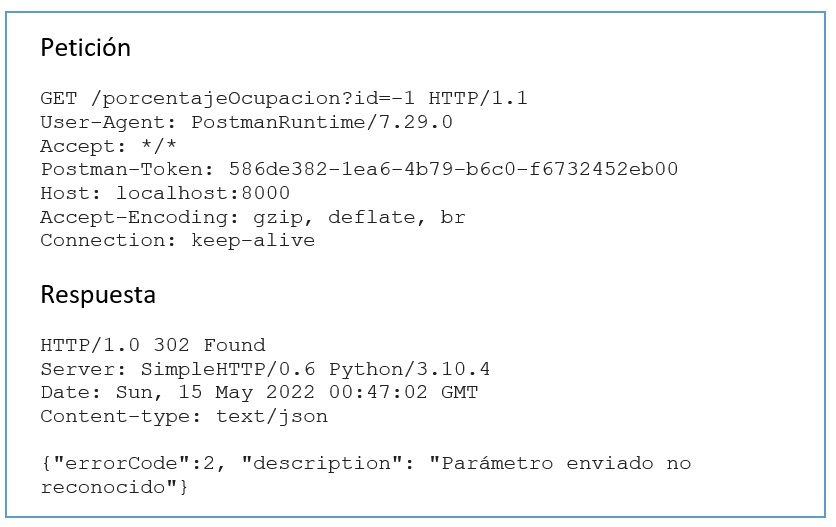 Petición
GET /porcentajeOcupacion?id=-1 HTTP/1.1
User-Agent: PostmanRuntime/7.29.0
Accept: */*
Postman-Token: 586de382-1ea6-4b79-b6c0-f6732452eb00
Host: localhost:8000
Accept-Encoding: gzip, deflate, br
Connection: keep-alive
Respuesta
HTTP/1.0 302 Found
Server: SimpleHTTP/0.6 Python/3.10.4
Date: Sun, 15 May 2022 00:47:02 GMT
Content-type: text/json
{"errorCode":2, "description": "Parámetro enviado no
reconocido"}